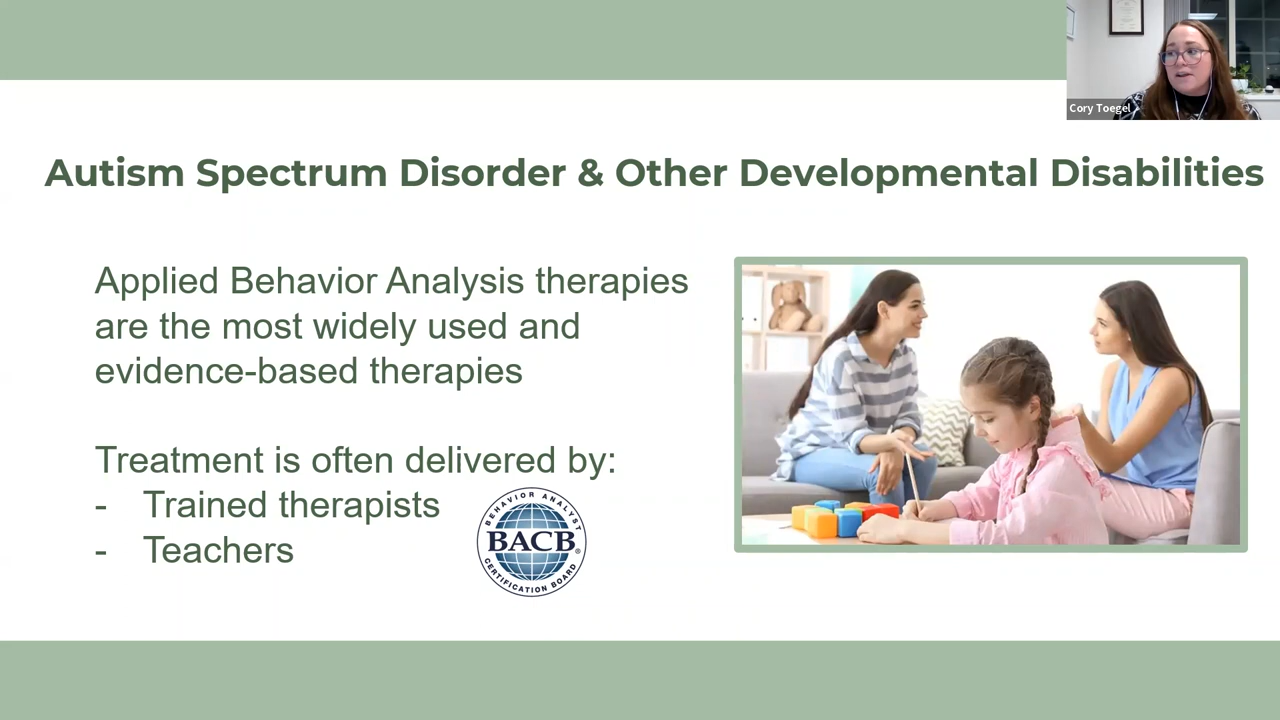 Cory Toegel
Autism Spectrum Disorder & Other Developmental Disabilities
Applied Behavior Analysis therapies
are the most widely used and
evidence-based therapies
Treatment is often delivered by:
- Trained therapists
- Teachers
BEHAVIOR ANALYST
BACB®
CERTIFICATION BOARD